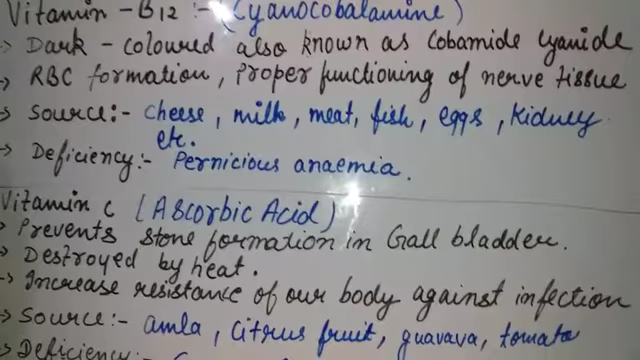 Vitamin - B12 :- (Cyanocobalamine)
→ Dark - coloured also known as Cobamide Cyanide
→ RBC formation, Proper functioning of nerve tissue
→ Source:- Cheese, milk, meat, fish, eggs, kidney
etc.
→ Deficiency:- Pernicious anaemia.
Vitamin C (Ascorbic Acid)
→ Prevents stone formation in Gall bladder.
→ Destroyed by heat.
→ Increase resistance of our body against infection
→ Source:- amla, Citrus fruit, guavava, tomato
→ Deficiency:-